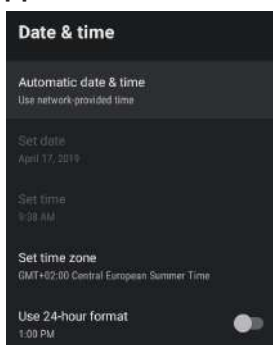 Date & time
Automatic date & time
Use network-provided time
Set date
April 17, 2019
Set time
9:38 AM
Set time zone
GMT+02:00 Central European Summer Time
Use 24-hour format
1:00 PM